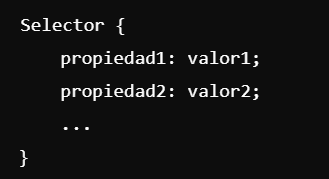 Selector {
    propiedad1: valor1;
    propiedad2: valor2;
    ...
}